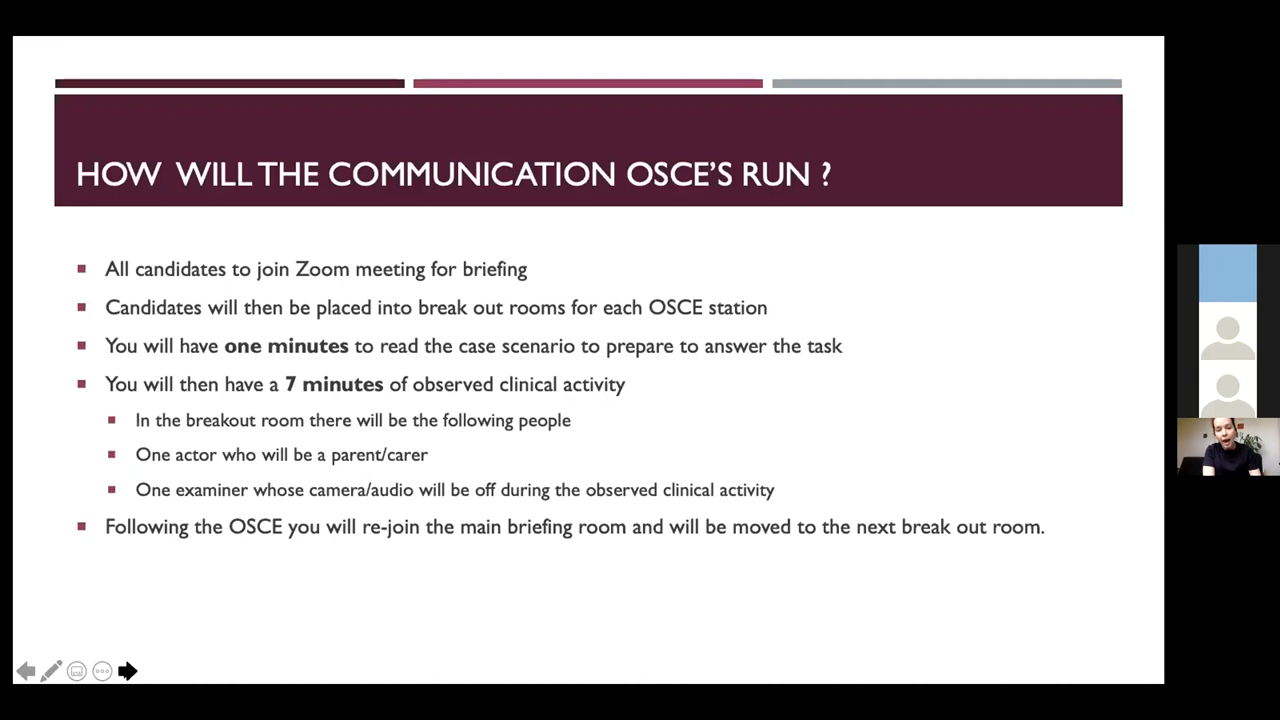 HOW WILL THE COMMUNICATION OSCE'S RUN ?
All candidates to join Zoom meeting for briefing
Candidates will then be placed into break out rooms for each OSCE station
You will have one minutes to read the case scenario to prepare to answer the task
You will then have a 7 minutes of observed clinical activity
In the breakout room there will be the following people
One actor who will be a parent/carer
One examiner whose camera/audio will be off during the observed clinical activity
Following the OSCE you will re-join the main briefing room and will be moved to the next break out room.